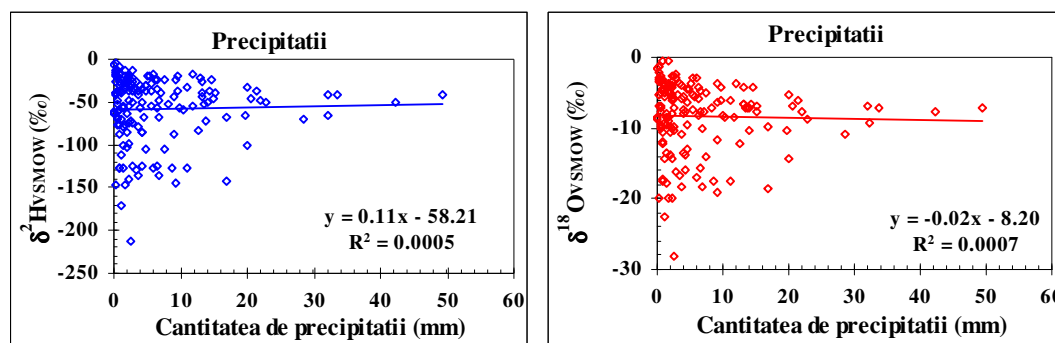 Precipitatii
0
-50
-100
-150
-200
-250
δ²HVSMOW (‰)
y = 0.11x - 58.21
R² = 0.0005
0 10 20 30 40 50 60
Cantitatea de precipitatii (mm)
Precipitatii
0
-10
-20
-30
δ¹⁸OVSMOW (‰)
y = -0.02x - 8.20
R² = 0.0007
0 10 20 30 40 50 60
Cantitatea de precipitatii (mm)